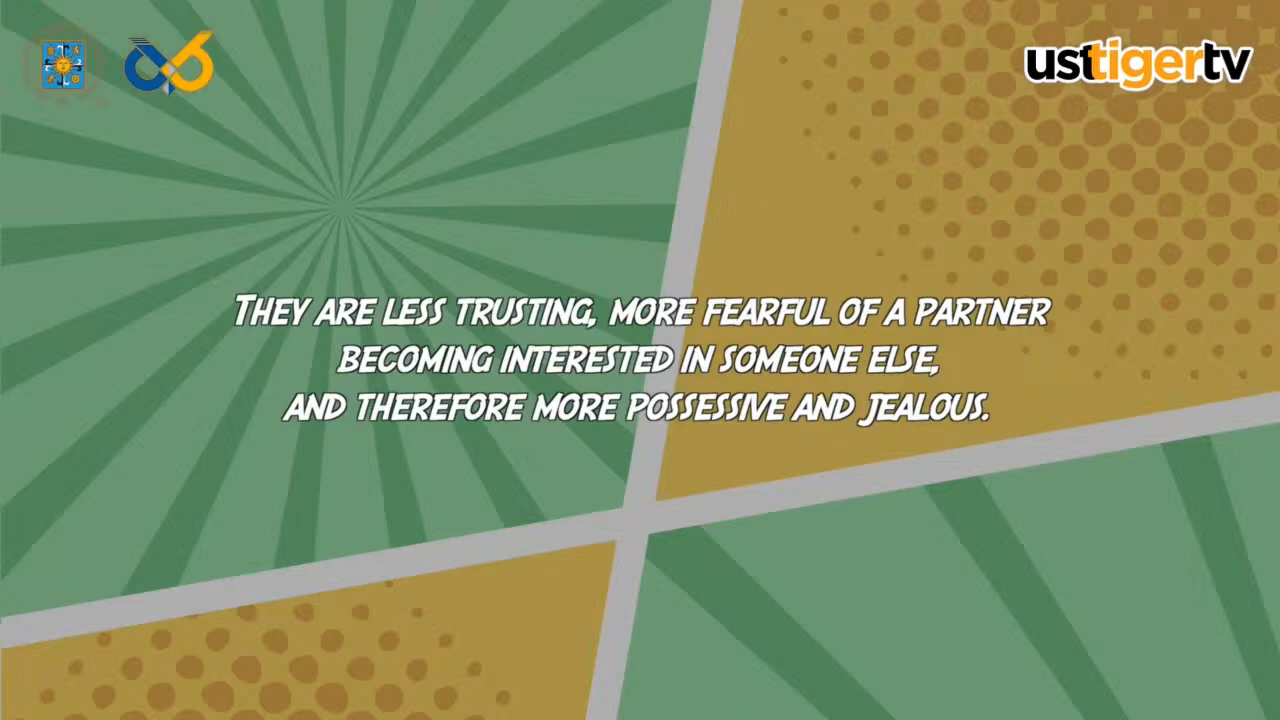 usttigertv
THEY ARE LESS TRUSTING, MORE FEARFUL OF A PARTNER
BECOMING INTERESTED IN SOMEONE ELSE,
AND THEREFORE MORE POSSESSIVE AND JEALOUS.